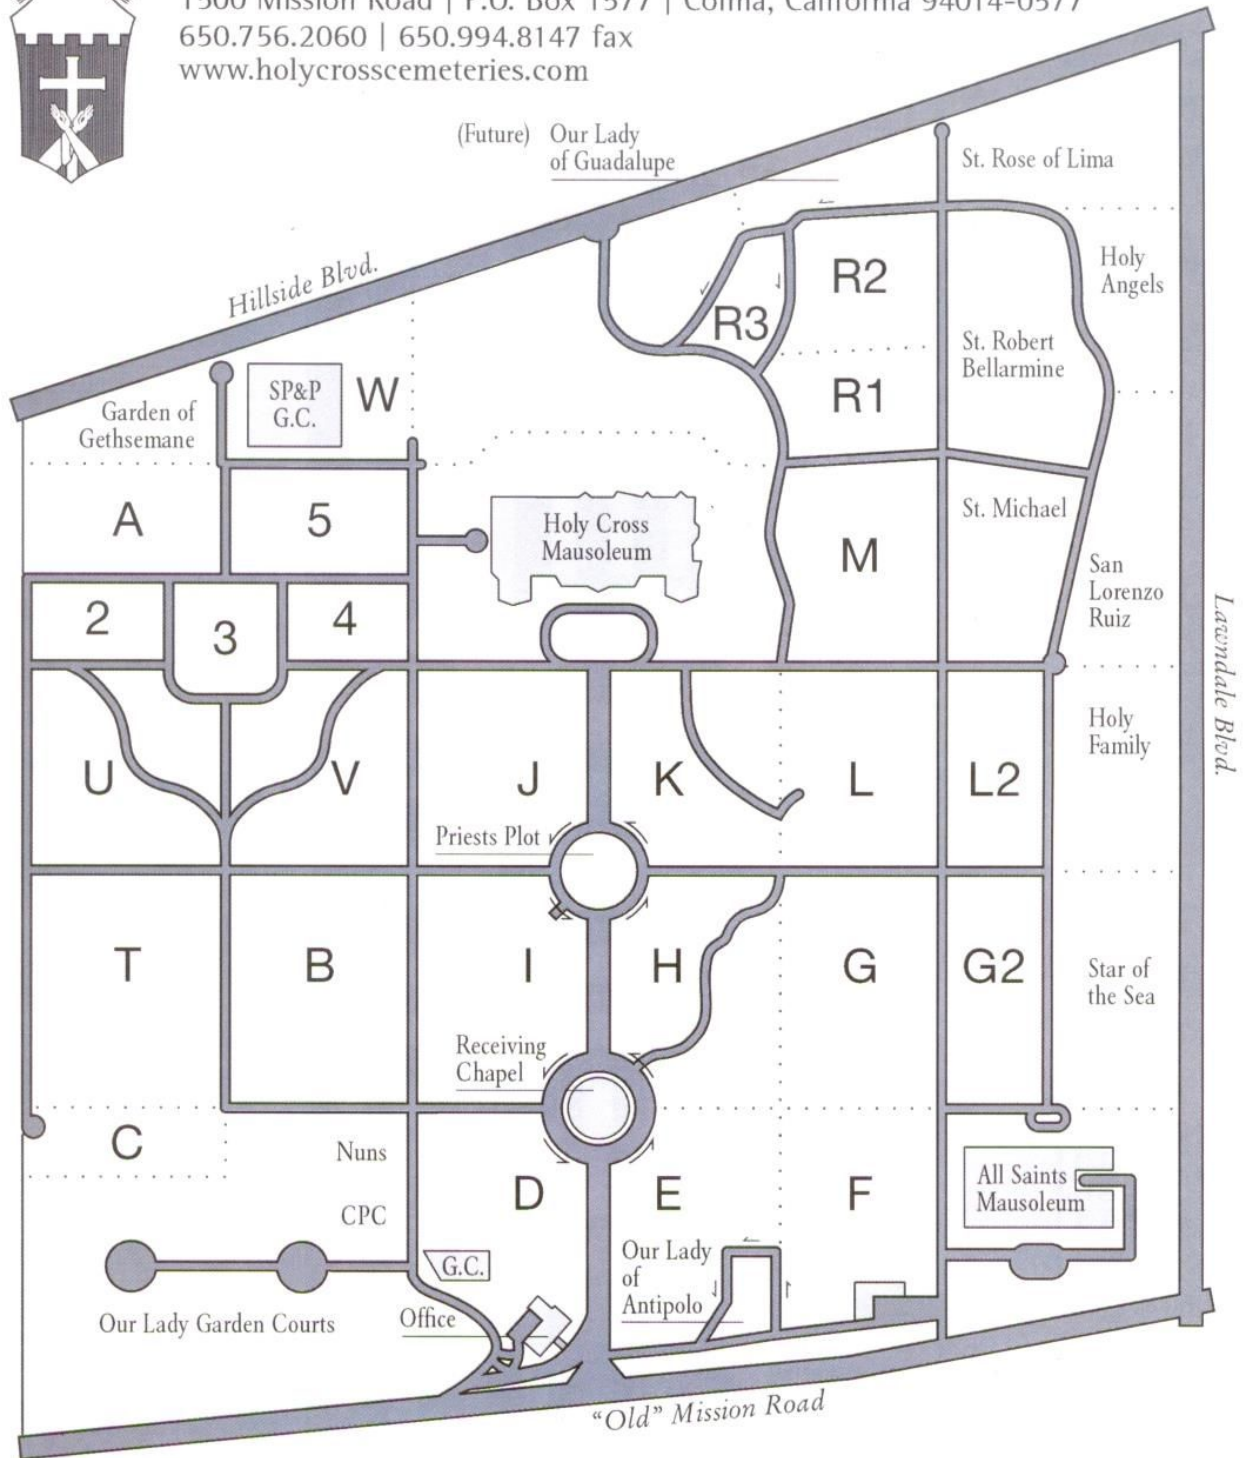 1500 Mission Road | P.O. Box 1577 | Colma, California 94014-0577
650.756.2060 | 650.994.8147 fax
www.holycrosscemeteries.com
(Future) Our Lady
of Guadalupe
St. Rose of Lima
Hillside Blvd.
Holy
Angels
R2
R3
St. Robert
Bellarmine
R1
SP&P
G.C.
W
Garden of
Gethsemane
A
5
Holy Cross
Mausoleum
St. Michael
M
San
Lorenzo
Ruiz
2
3
4
Lawndale Blvd.
Holy
Family
U
V
J
K
L
L2
Priests Plot
T
B
I
H
G
G2
Star of
the Sea
Receiving
Chapel
C
Nuns
D
E
F
All Saints
Mausoleum
CPC
G.C.
Our Lady
of
Antipolo
Our Lady Garden Courts
Office
"Old" Mission Road